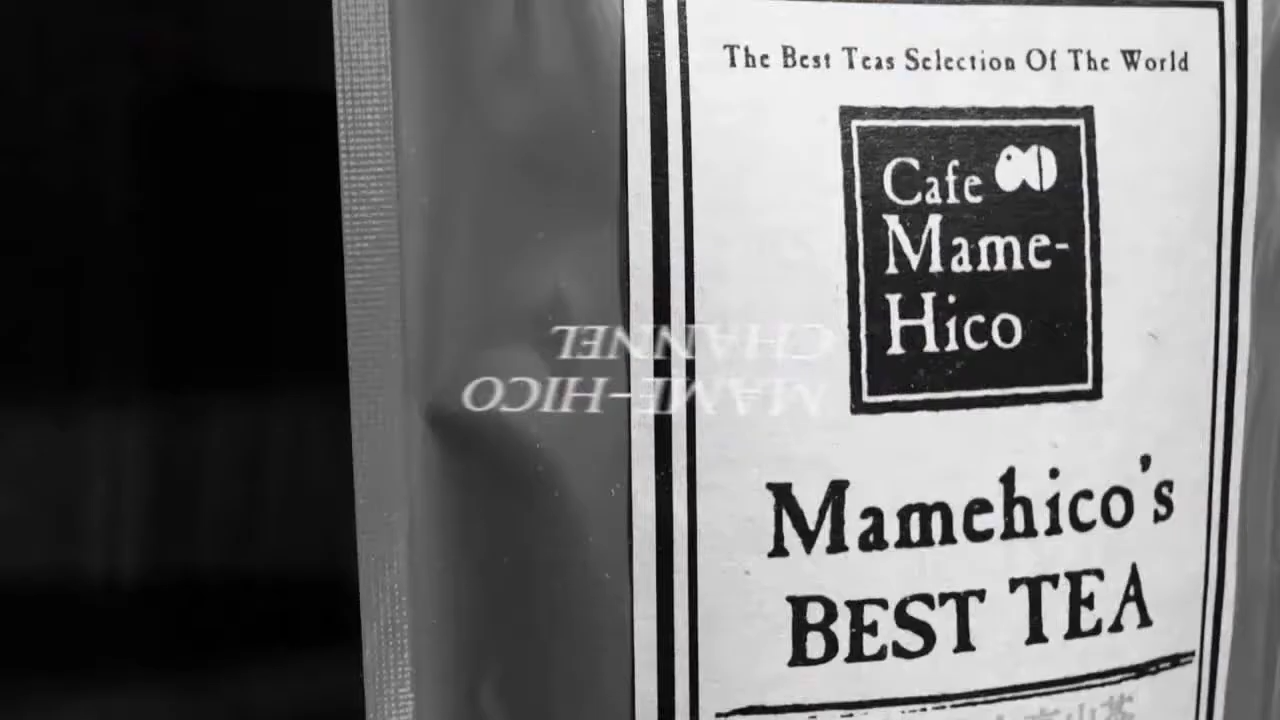 The Best Teas Selection Of The World
Cafe
Mame-
Hico
MAME-HICO
CHANNEL
Mamehico's
BEST TEA